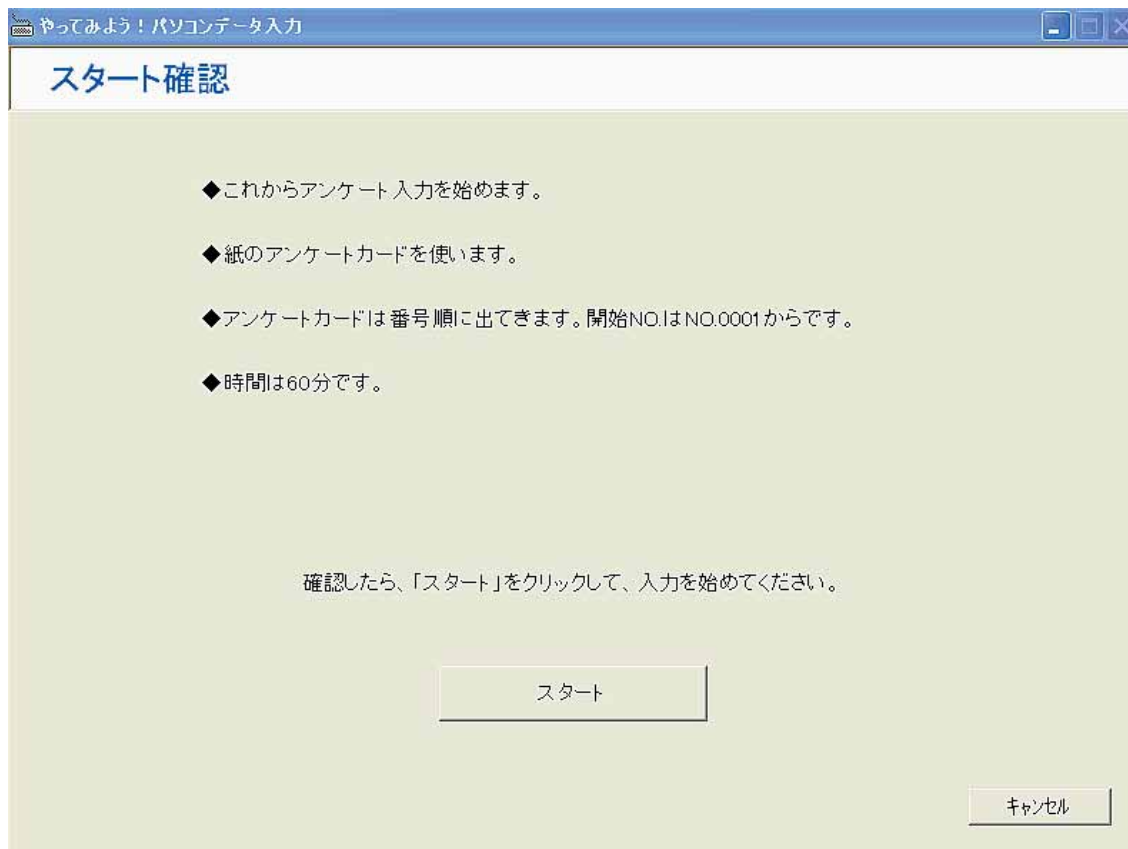 やってみよう！パソコンデータ入力
スタート確認
◆これからアンケート入力を始めます。
◆紙のアンケートカードを使います。
◆アンケートカードは番号順に出てきます。開始NO.はNO.0001からです。
◆時間は60分です。
確認したら、「スタート」をクリックして、入力を始めてください。
スタート
キャンセル